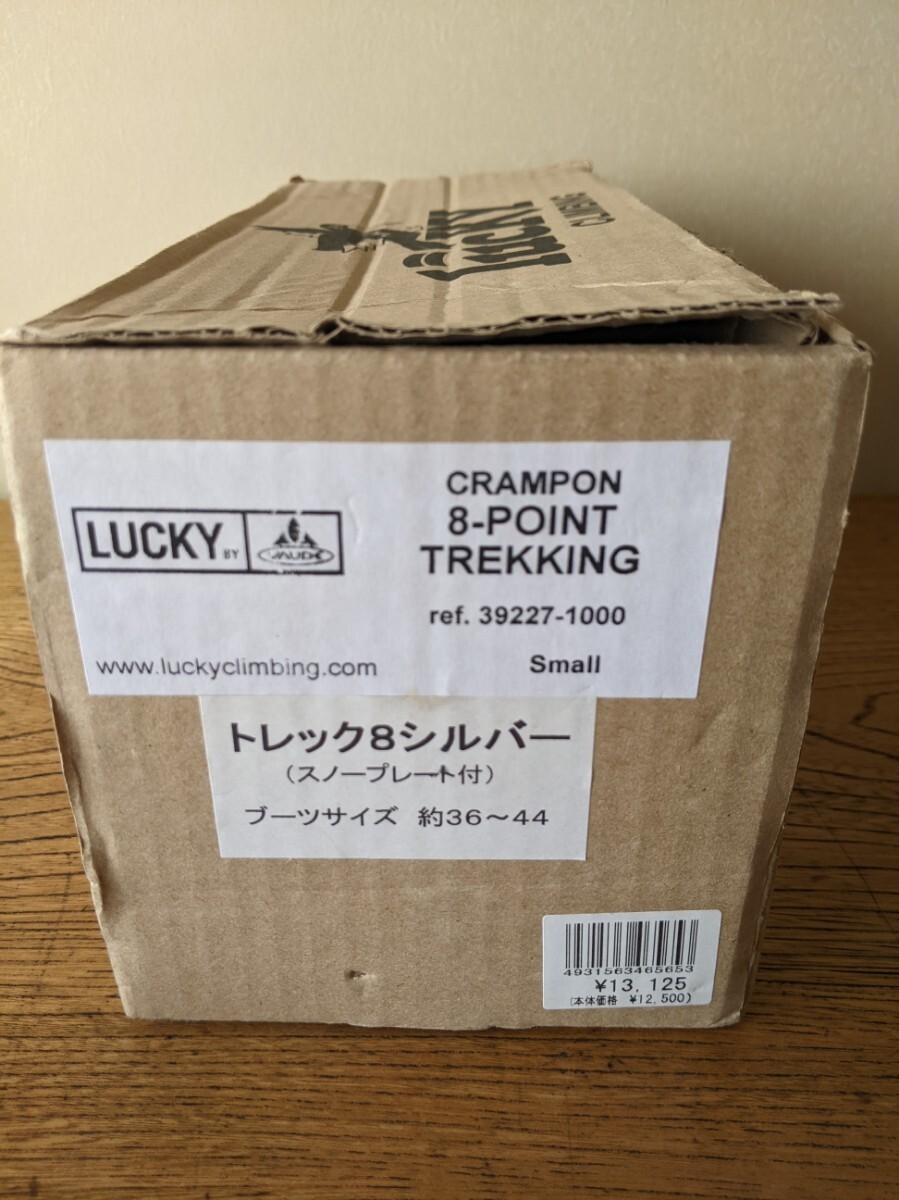 lucky
CLIMBING
LUCKY BY VAUDE
CRAMPON
8-POINT
TREKKING
ref. 39227-1000
www.luckyclimbing.com
Small
トレック8シルバー
(スノープレート付)
ブーツサイズ 約36～44
4931563465653
¥13,125
(本体価格 ¥12,500)